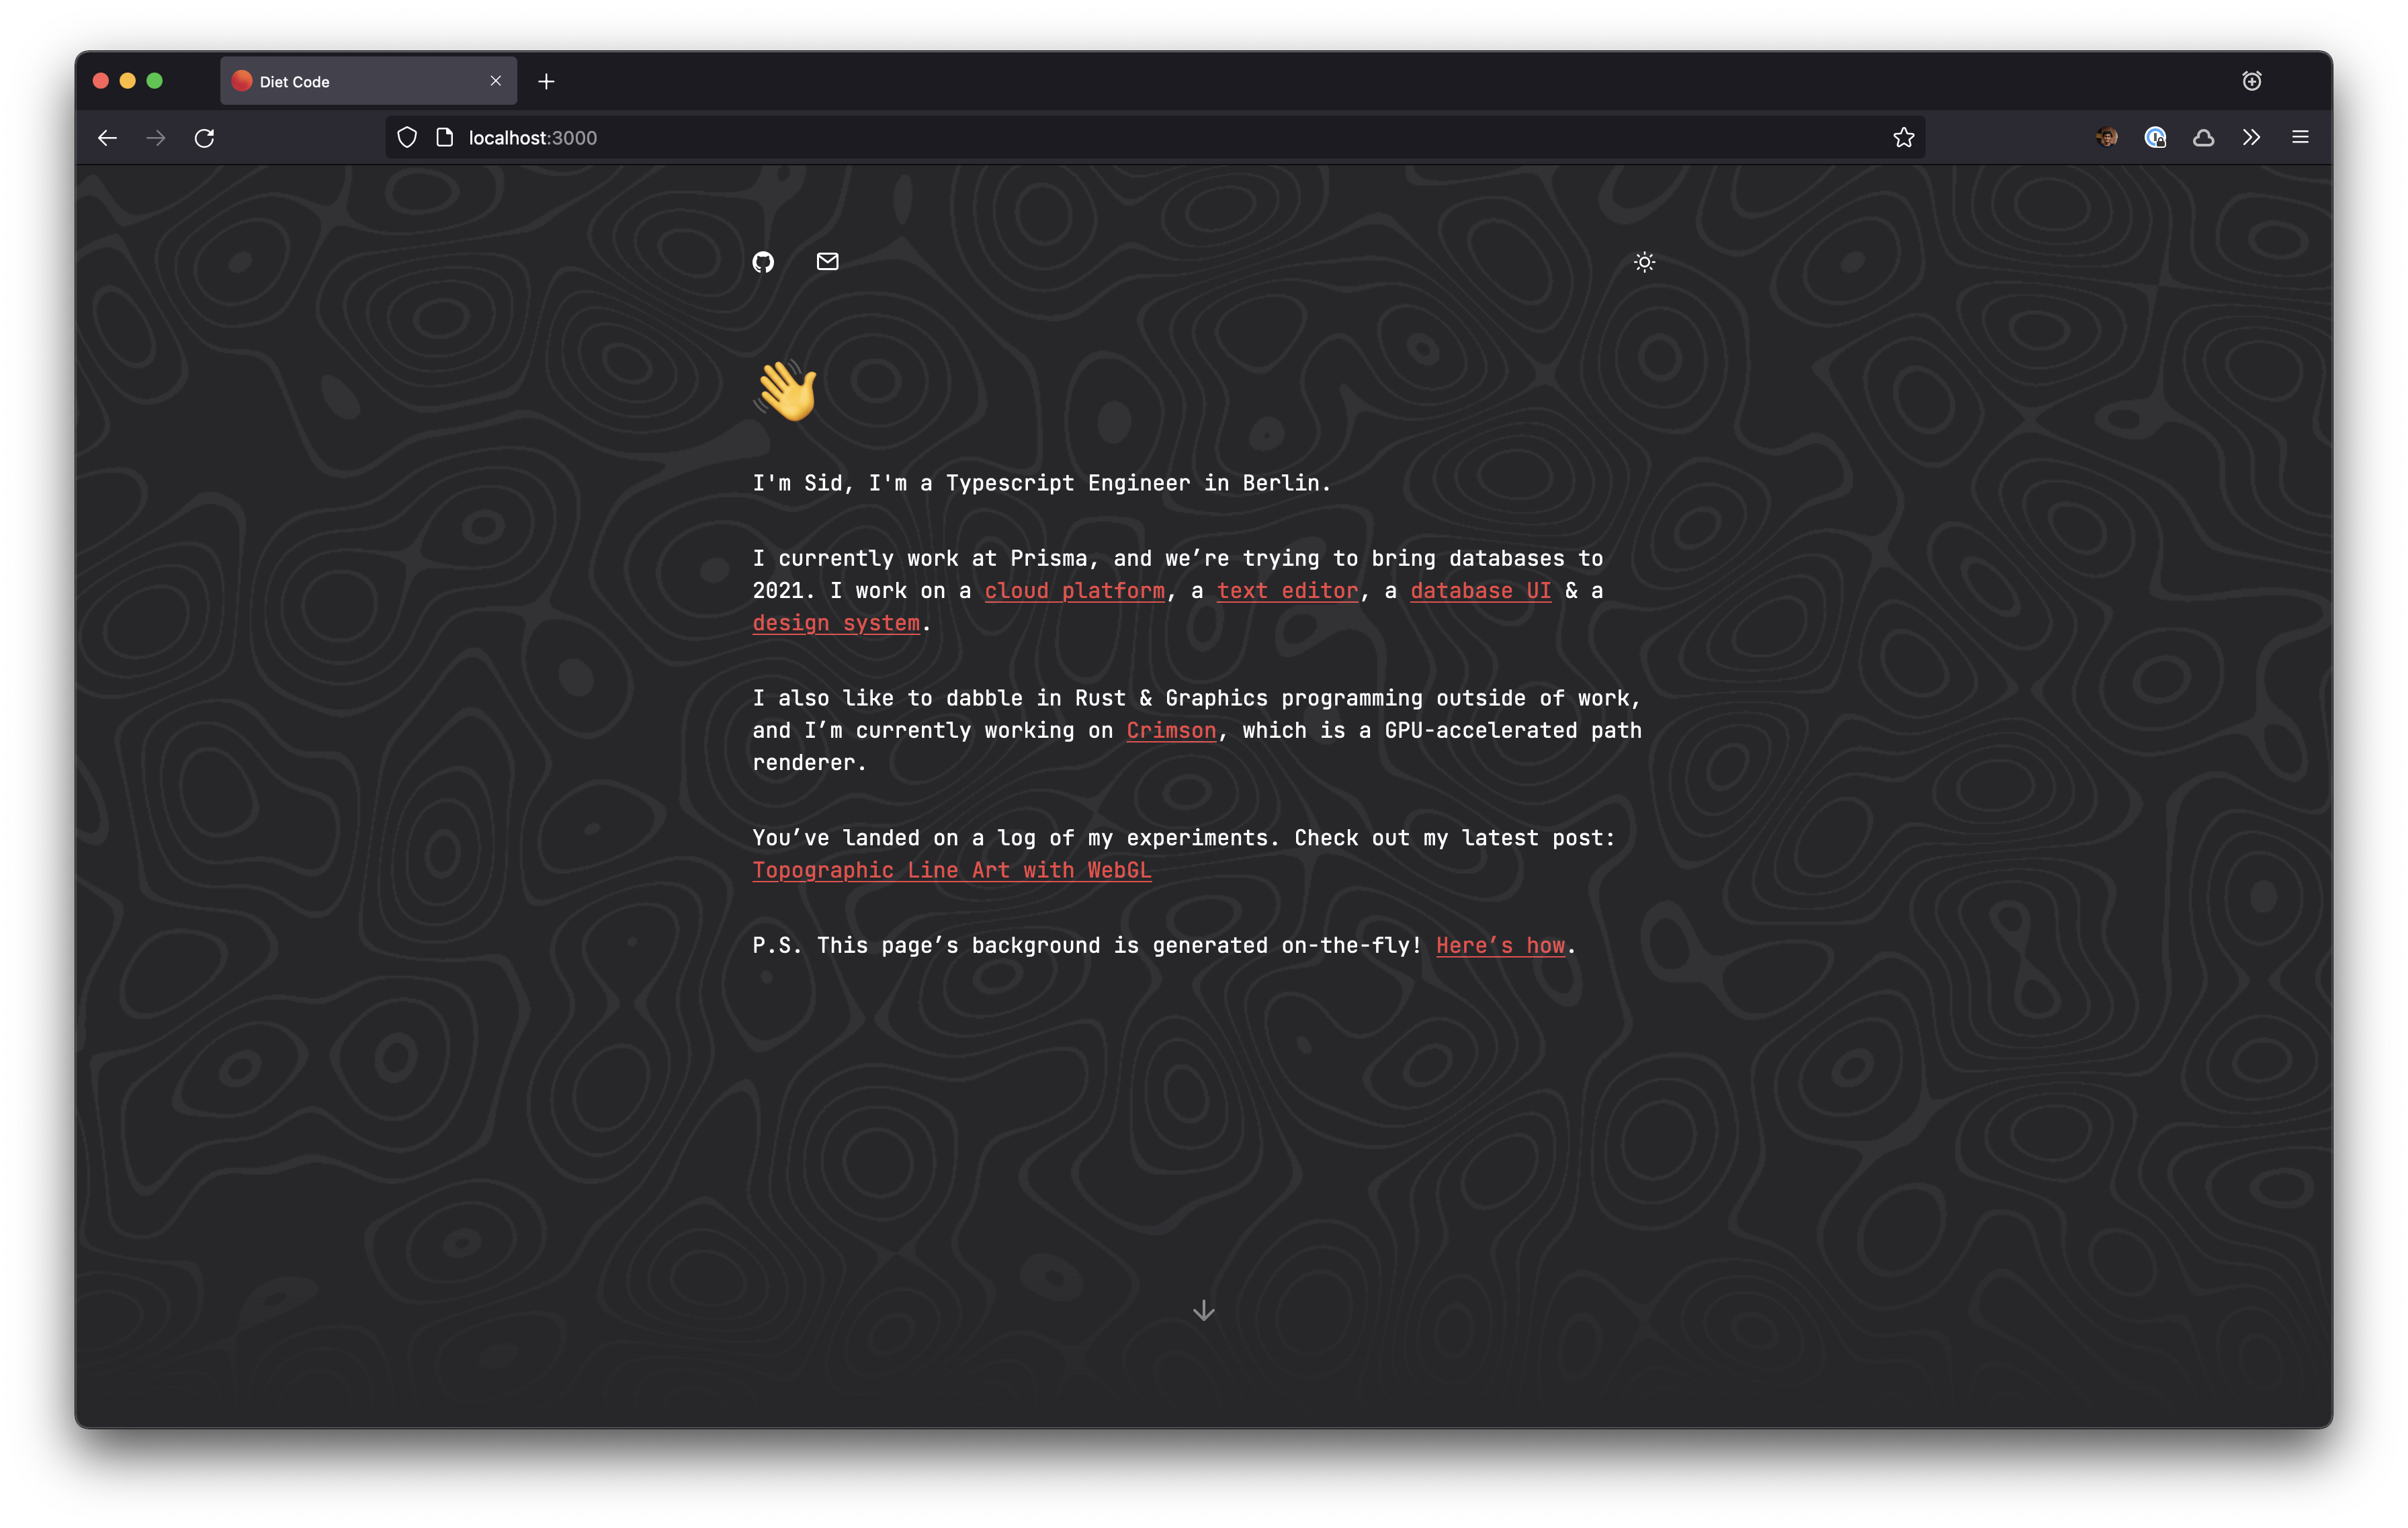 Diet Code
localhost:3000
I'm Sid, I'm a Typescript Engineer in Berlin.
I currently work at Prisma, and we’re trying to bring databases to
2021. I work on a cloud platform, a text editor, a database UI & a
design system.
I also like to dabble in Rust & Graphics programming outside of work,
and I’m currently working on Crimson, which is a GPU-accelerated path
renderer.
You’ve landed on a log of my experiments. Check out my latest post:
Topographic Line Art with WebGL
P.S. This page’s background is generated on-the-fly! Here’s how.